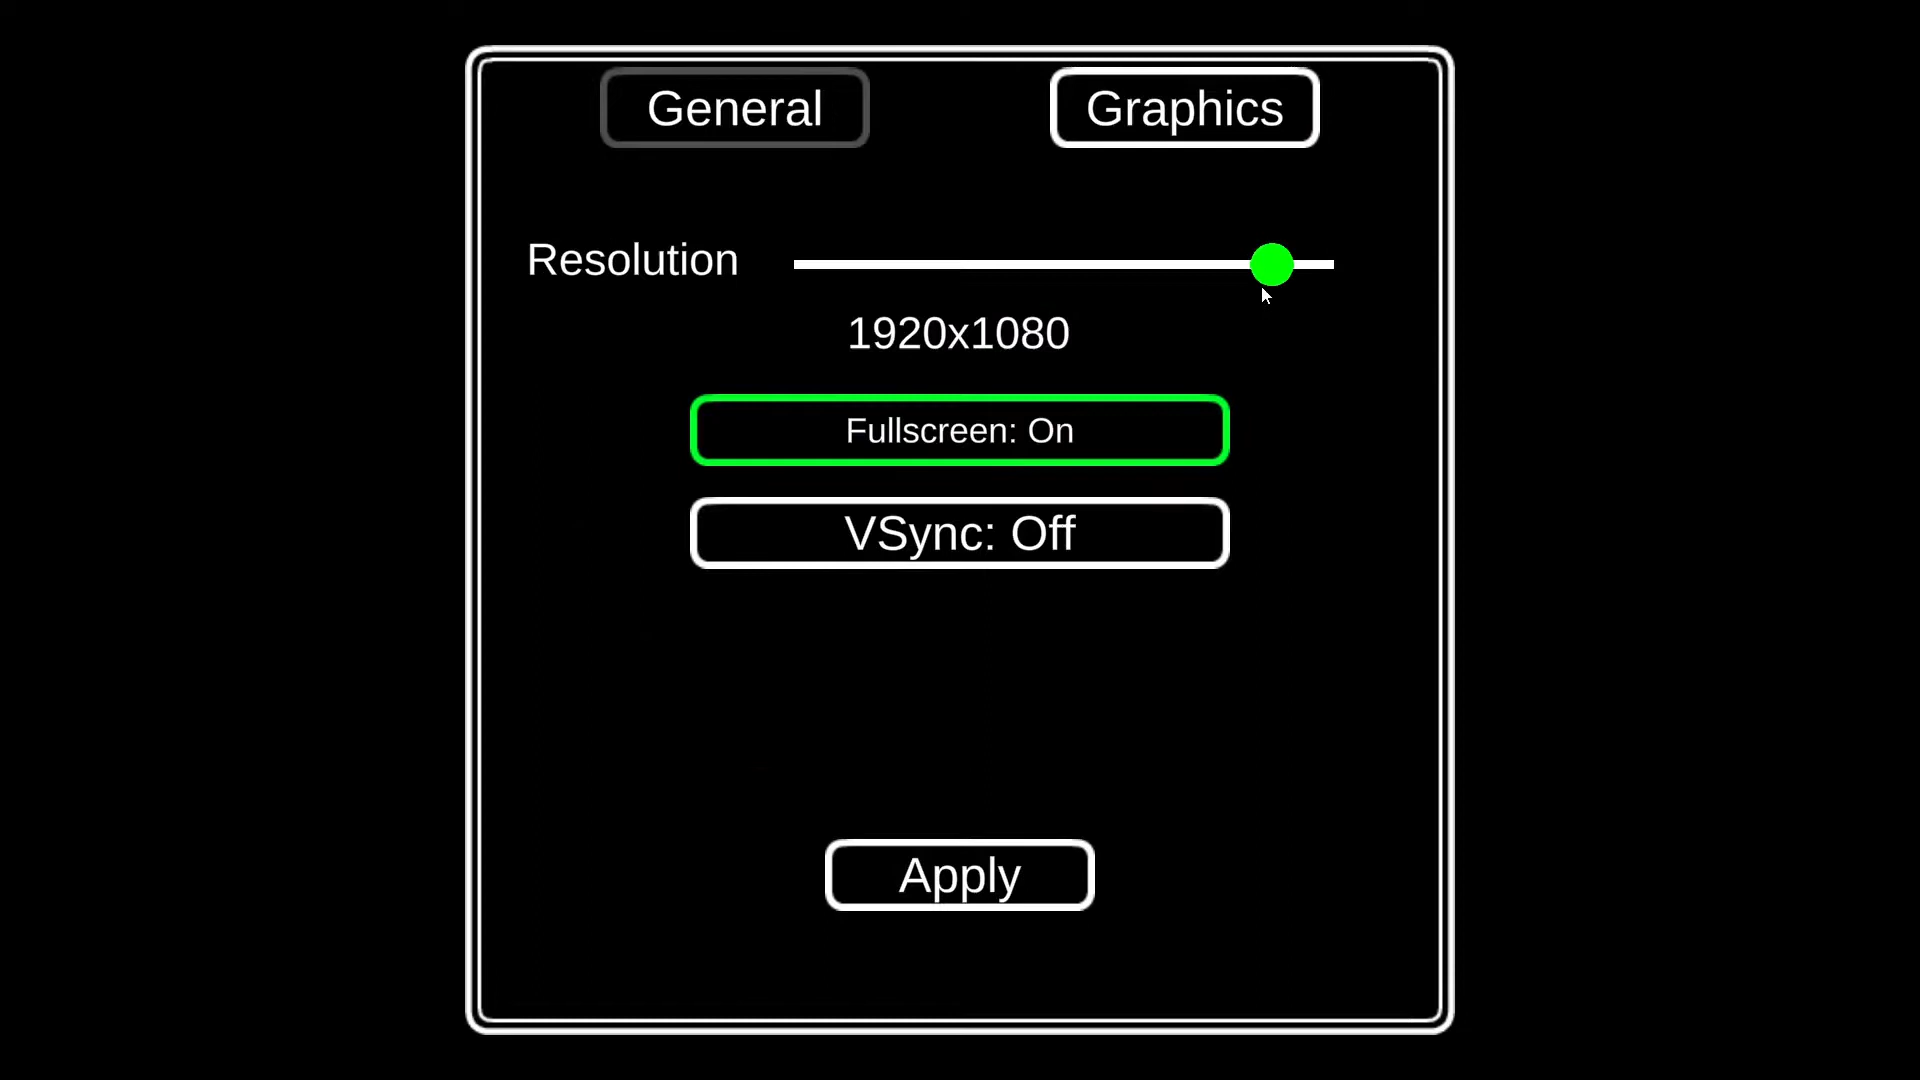 General
Graphics
Resolution
1920x1080
Fullscreen: On
VSync: Off
Apply